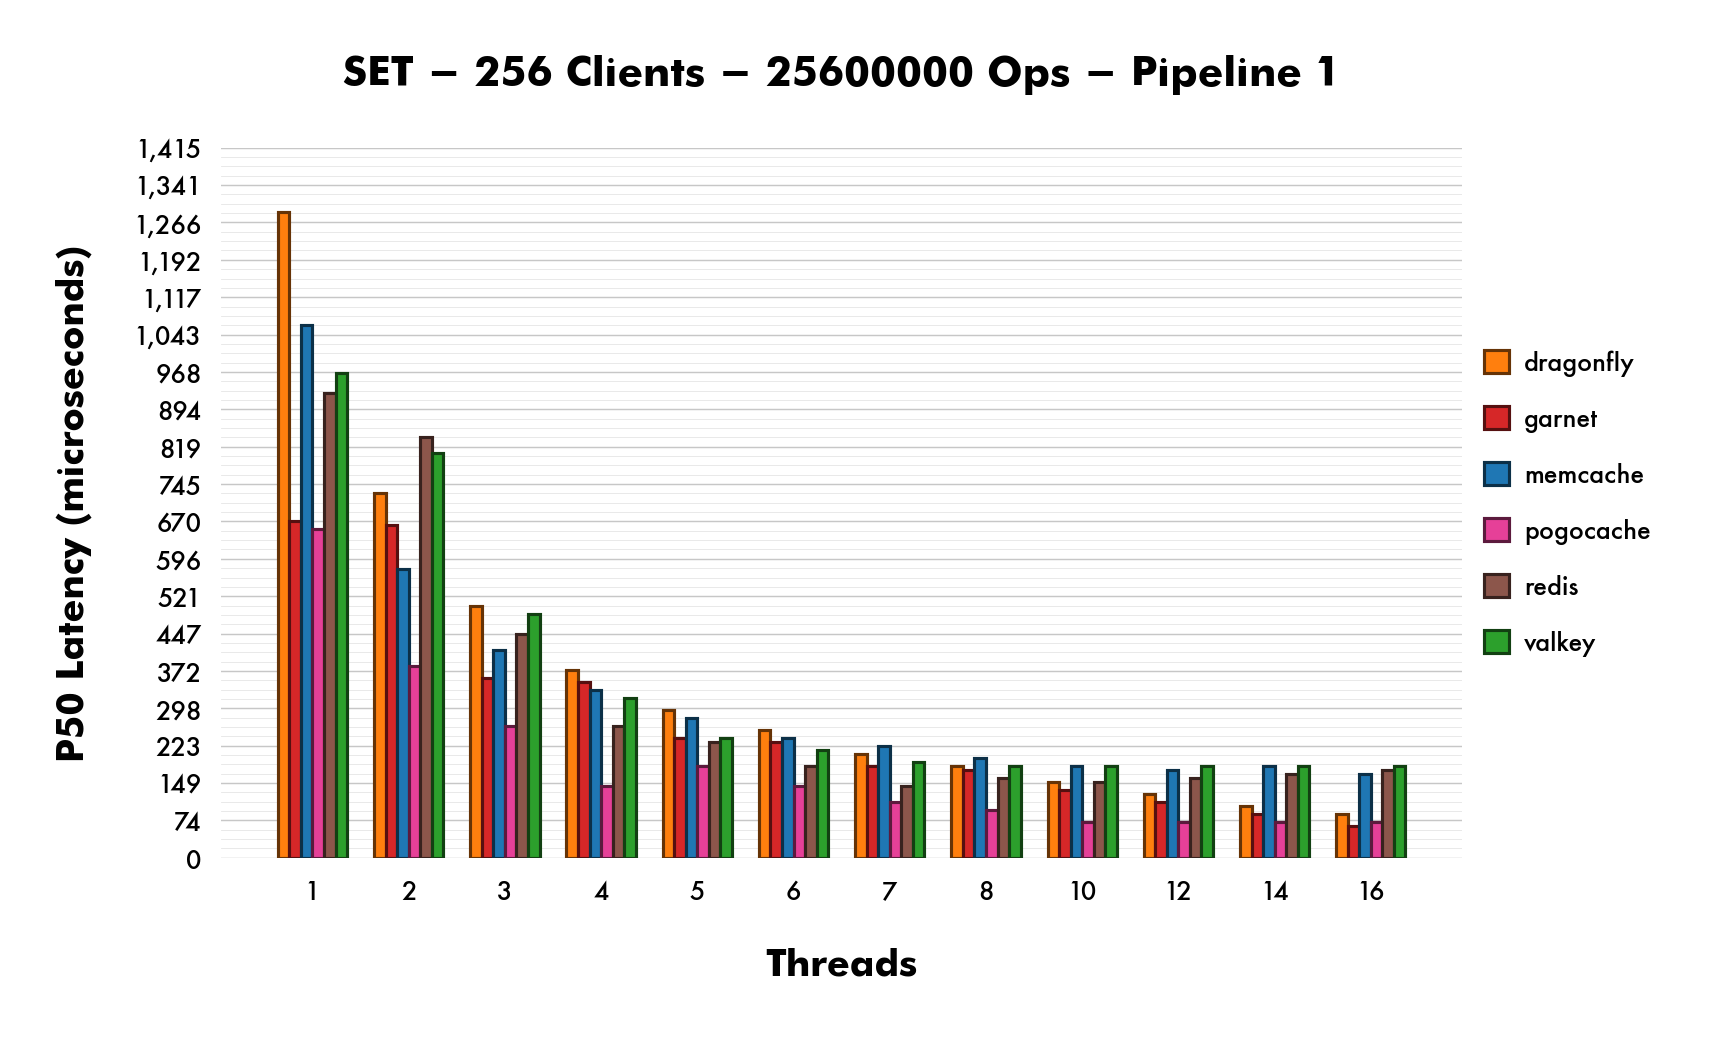 SET – 256 Clients – 25600000 Ops – Pipeline 1
P50 Latency (microseconds)
1,415
1,341
1,266
1,192
1,117
1,043
968
894
819
745
670
596
521
447
372
298
223
149
74
0
1 2 3 4 5 6 7 8 10 12 14 16
Threads
dragonfly
garnet
memcache
pogocache
redis
valkey